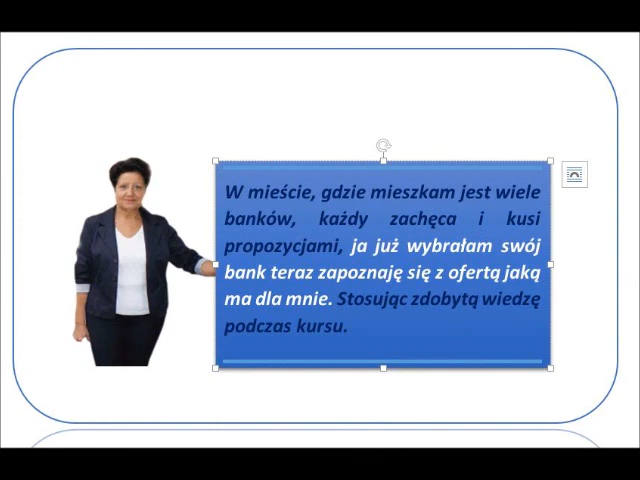 W mieście, gdzie mieszkam jest wiele
banków, każdy zachęca i kusi
propozycjami, ja już wybrałam swój
bank teraz zapoznaję się z ofertą jaką
ma dla mnie. Stosując zdobytą wiedzę
podczas kursu.